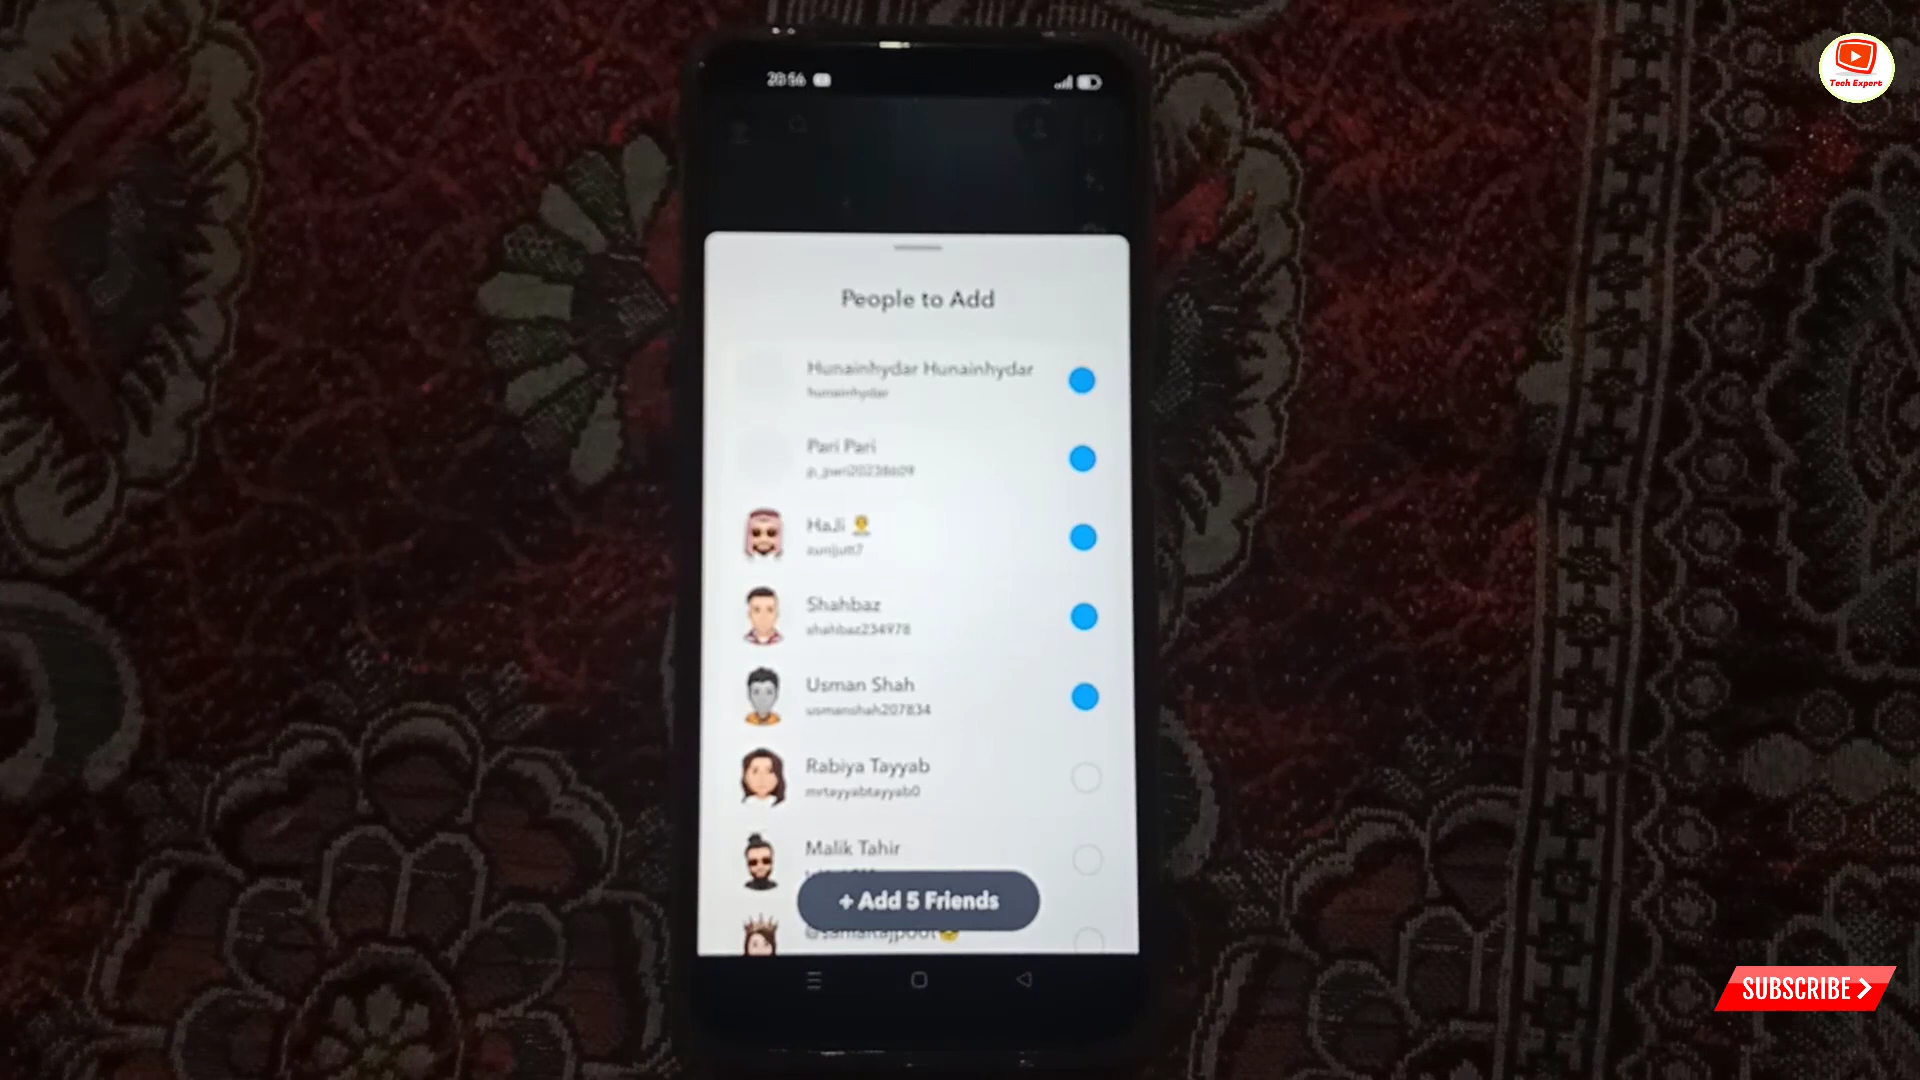 20:56
Tech Expert
People to Add
Hunainhydar Hunainhydar
hunainhydar
Pari Pari
HaJi
Shahbaz
shahbaz234978
Usman Shah
usmanshah207834
Rabiya Tayyab
mrtayyabtayyab0
Malik Tahir
+ Add 5 Friends
SUBSCRIBE